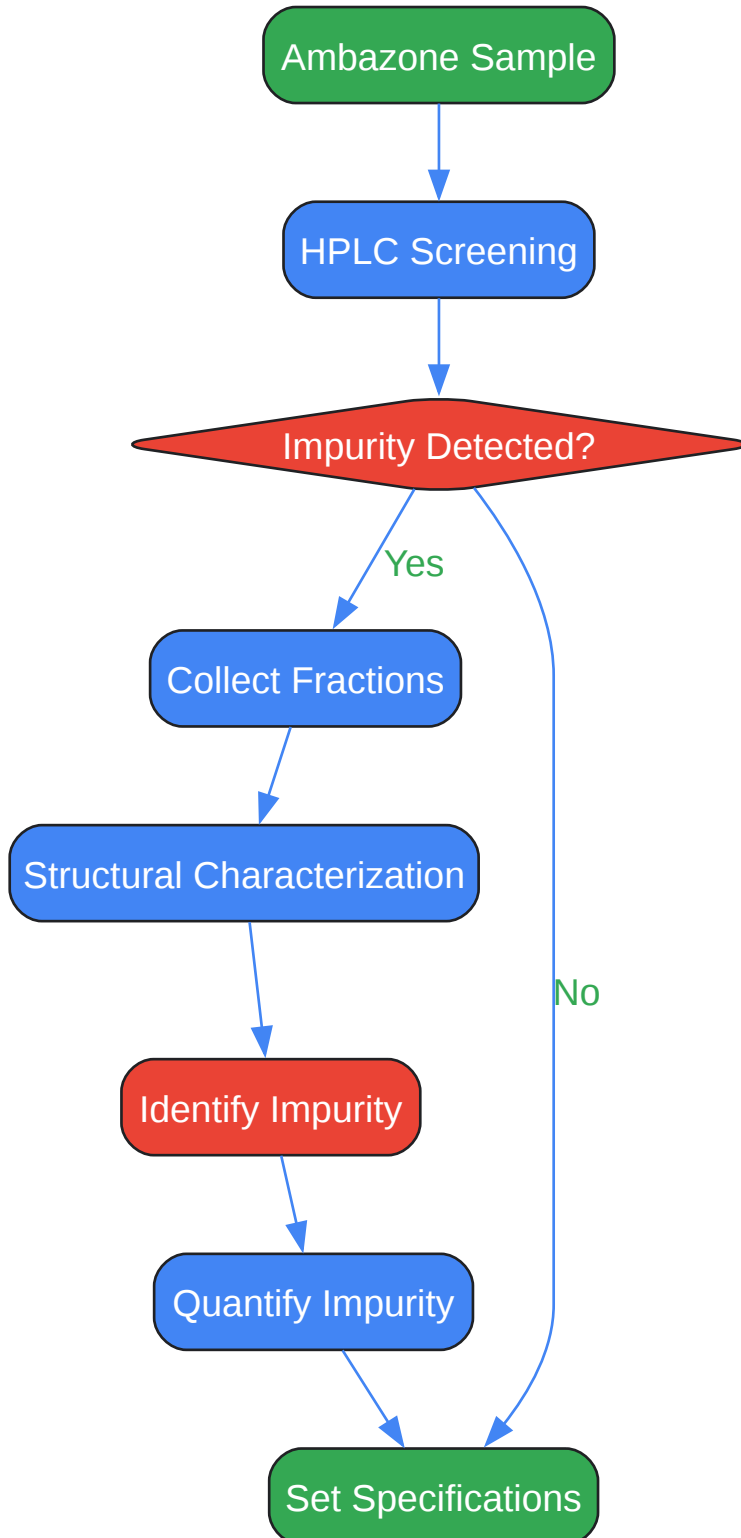 Ambazone Sample
HPLC Screening
Impurity Detected?
Yes
Collect Fractions
Structural Characterization
No
Identify Impurity
Quantify Impurity
Set Specifications